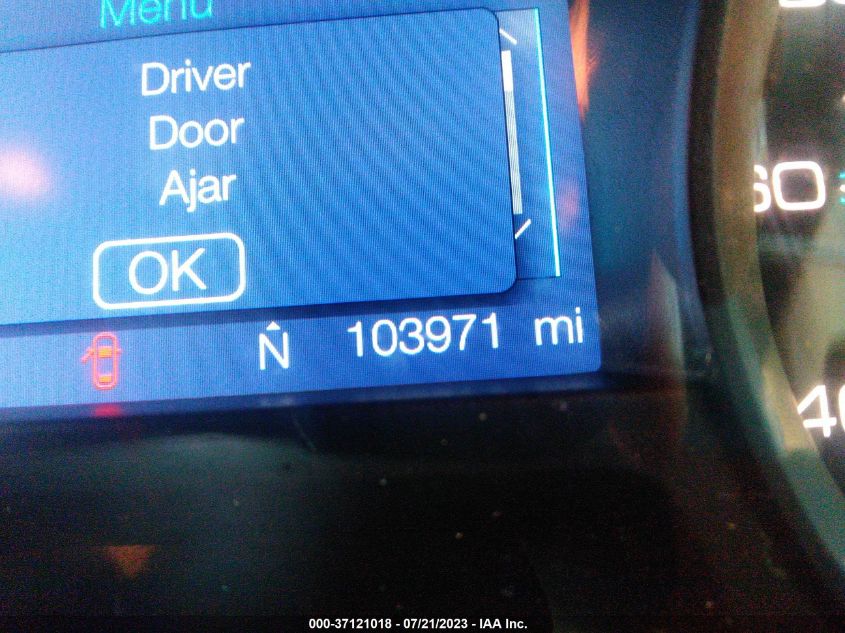 Menu
Driver
Door
Ajar
OK
N 103971 mi
60
000-37121018 - 07/21/2023 - IAA Inc.